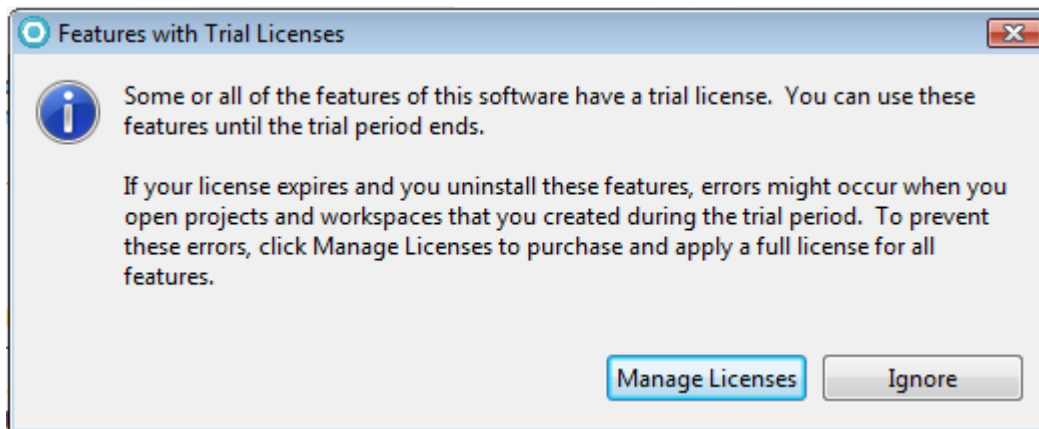 Features with Trial Licenses
Some or all of the features of this software have a trial license.  You can use these
features until the trial period ends.
If your license expires and you uninstall these features, errors might occur when you
open projects and workspaces that you created during the trial period.  To prevent
these errors, click Manage Licenses to purchase and apply a full license for all
features.
Manage Licenses
Ignore